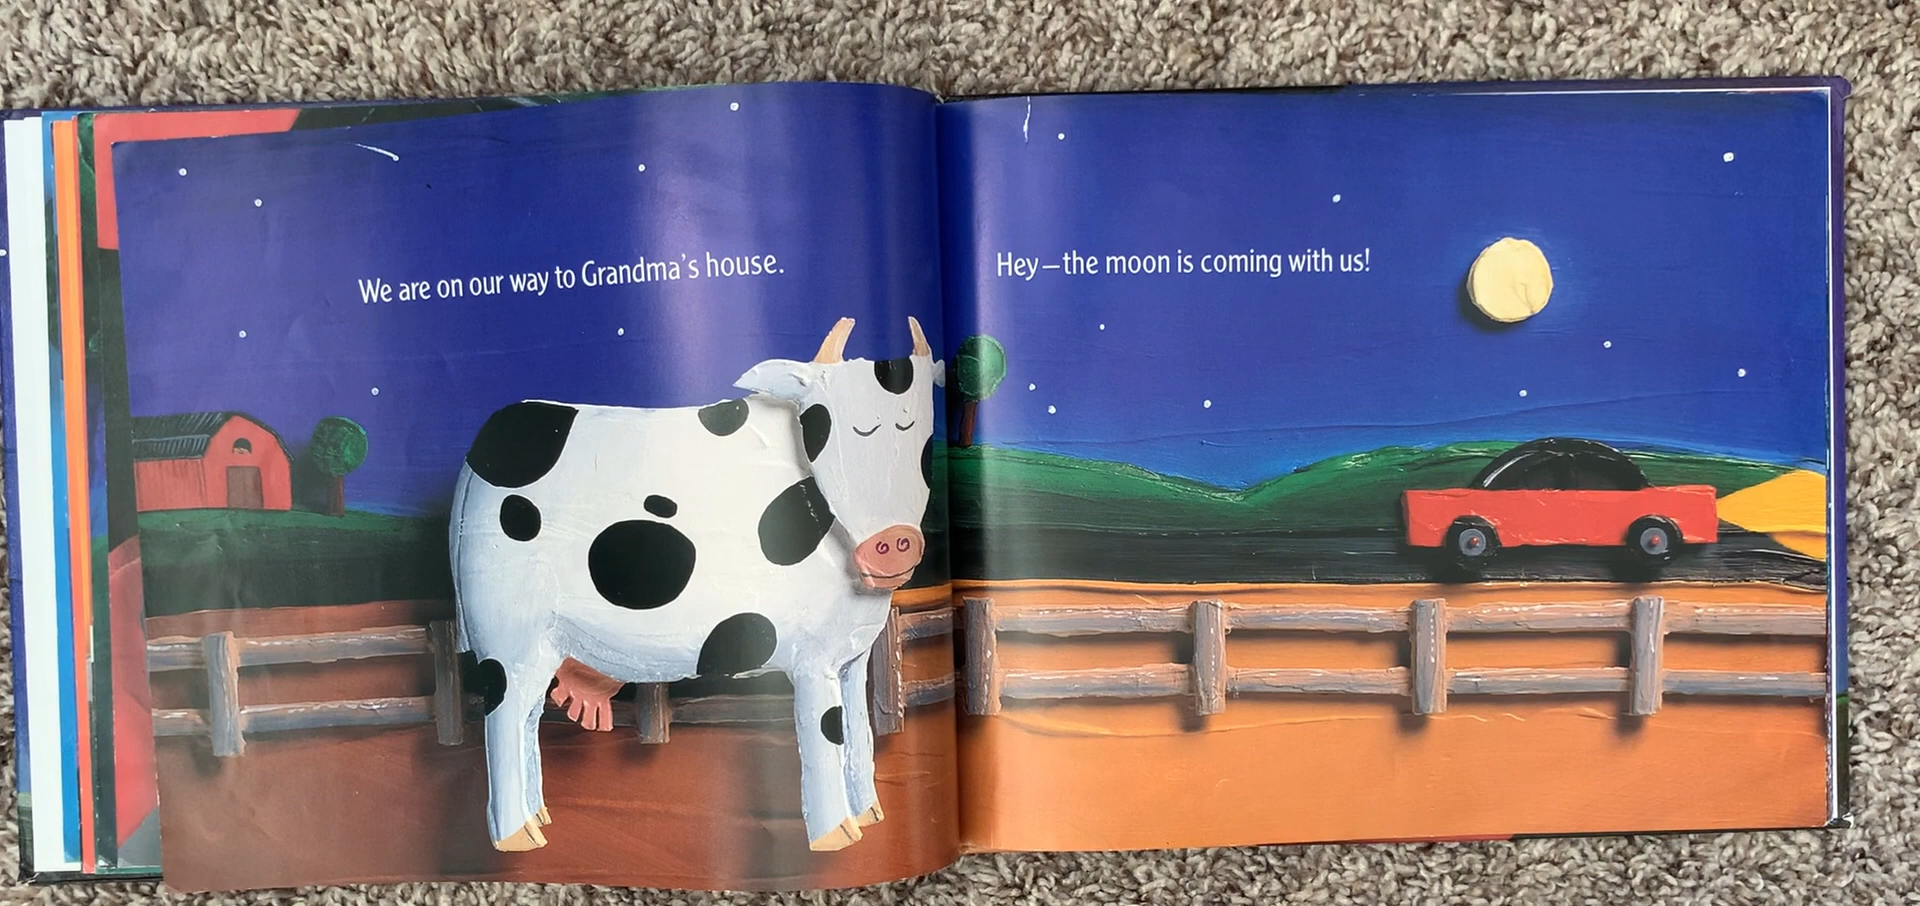 We are on our way to Grandma's house.
Hey—the moon is coming with us!